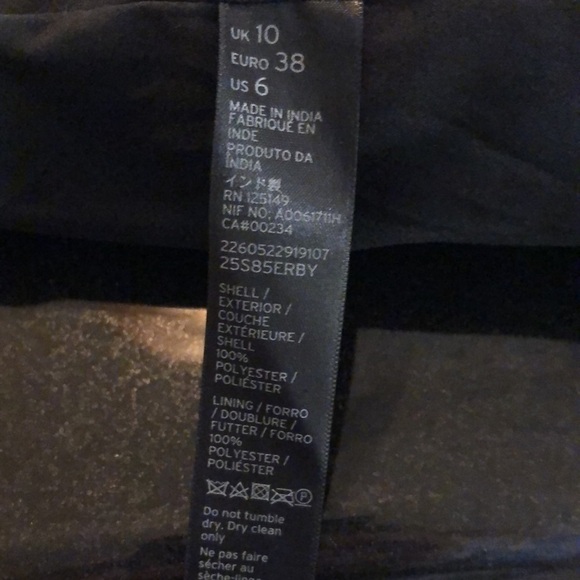 UK 10
EURO 38
US 6
MADE IN INDIA
FABRIQUÉ EN
INDE
PRODUTO DA
ÍNDIA
インド製
RN 125149
NIF NO. A0061711H
CA#00234
2260522919107
25S85ERBY
SHELL /
EXTERIOR /
COUCHE
EXTÉRIEURE /
SHELL
100%
POLYESTER /
POLIÉSTER
LINING / FORRO
/ DOUBLURE /
FUTTER / FORRO
100%
POLYESTER /
POLIÉSTER
P
Do not tumble
dry. Dry clean
only
Ne pas faire
sécher au
sèche-linge